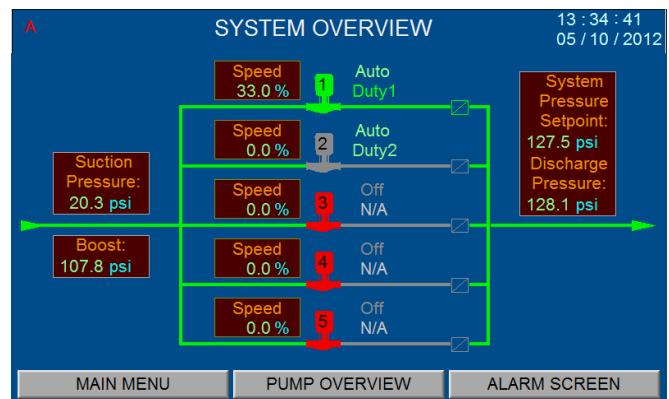 A
SYSTEM OVERVIEW
13 : 34 : 41
05 / 10 / 2012
Speed
33.0 %
1
Auto
Duty1
Speed
0.0 %
2
Auto
Duty2
Speed
0.0 %
3
Off
N/A
Speed
0.0 %
4
Off
N/A
Speed
0.0 %
5
Off
N/A
Suction
Pressure:
20.3 psi
Boost:
107.8 psi
System
Pressure
Setpoint:
127.5 psi
Discharge
Pressure:
128.1 psi
MAIN MENU
PUMP OVERVIEW
ALARM SCREEN